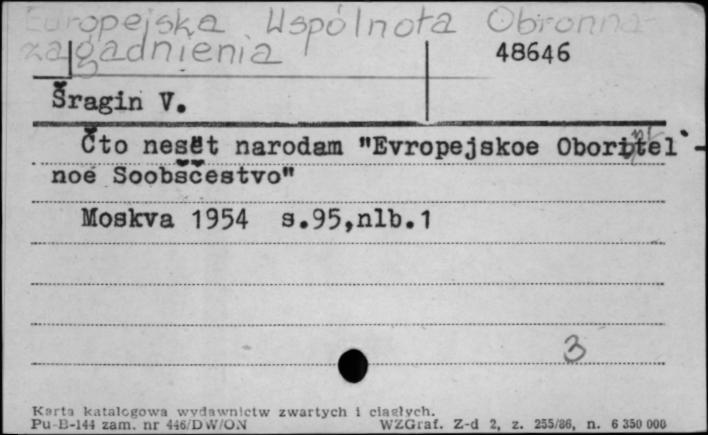 Europejska Wspólnota Obronna -
zagadnienia
48646
Šragin V.
Čto nesët narodam "Evropejskoe Oboritel'-
noe Soobščestvo"
Moskva 1954 s.95,nlb.1
3
Karta katalogowa wydawnictw zwartych i ciągłych.
Pu-B-144 zam. nr 446/DW/ON WZGraf. Z-d 2, z. 255/86, n. 6 350 000